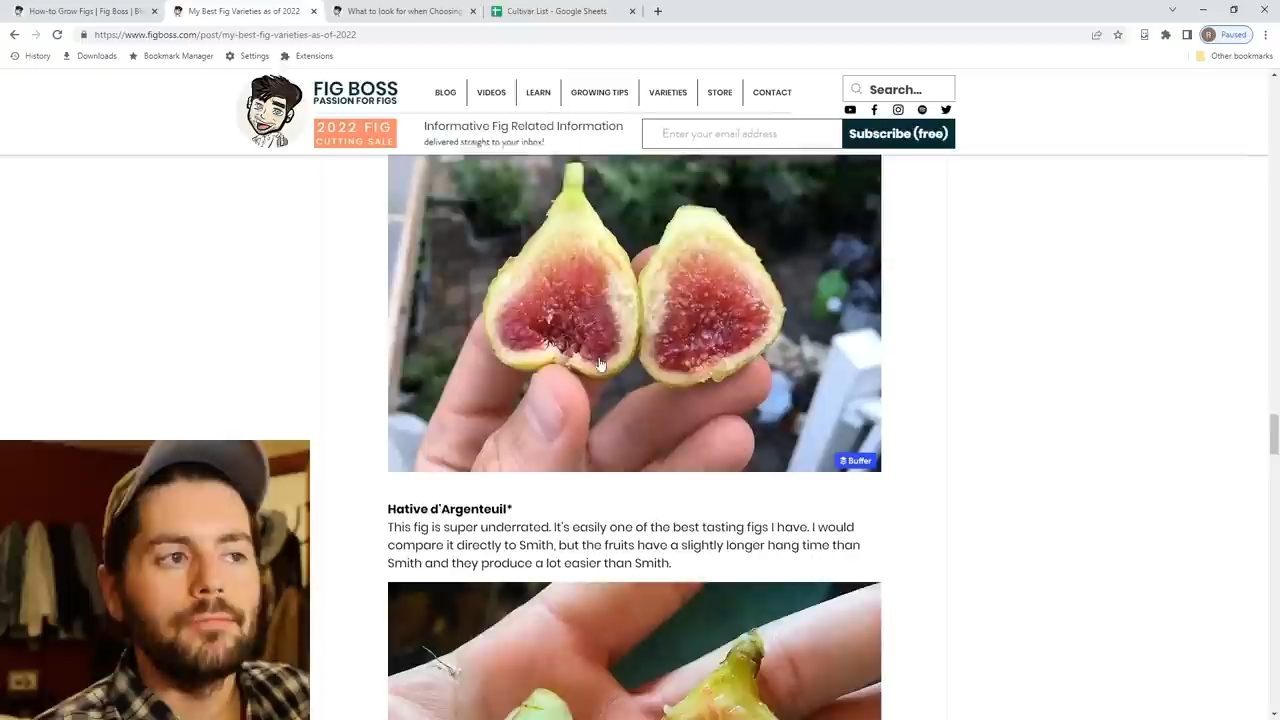 How-to Grow Figs | Fig Boss | Bl
My Best Fig Varieties as of 2022
What to look for when Choosing
Cultivar List - Google Sheets
https://www.figboss.com/post/my-best-fig-varieties-as-of-2022
R Paused
History
Downloads
Bookmark Manager
Settings
Extensions
Other bookmarks
FIG BOSS
PASSION FOR FIGS
BLOG
VIDEOS
LEARN
GROWING TIPS
VARIETIES
STORE
CONTACT
Search...
2022 FIG
CUTTING SALE
Informative Fig Related Information
delivered straight to your inbox!
Enter your email address
Subscribe (free)
Buffer
Hative d'Argenteuil*
This fig is super underrated. It's easily one of the best tasting figs I have. I would
compare it directly to Smith, but the fruits have a slightly longer hang time than
Smith and they produce a lot easier than Smith.